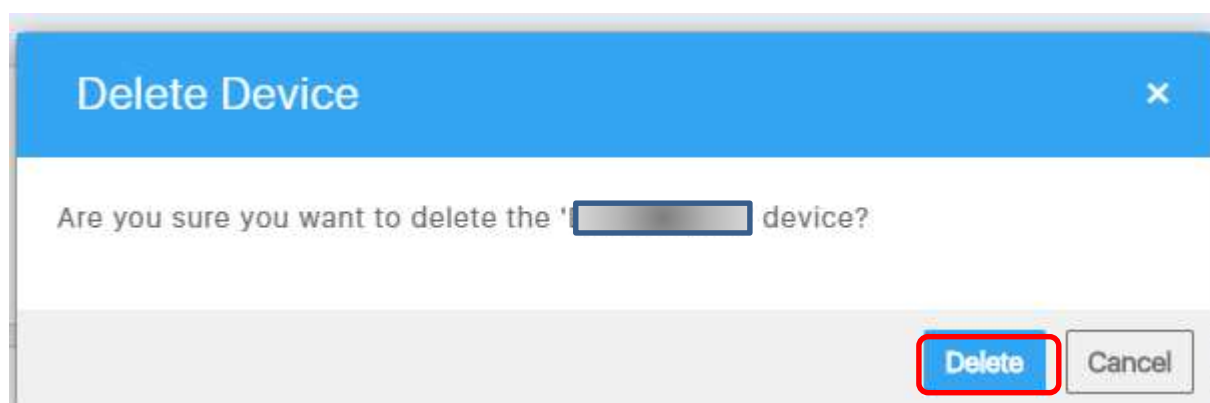 Delete Device
×
Are you sure you want to delete the ' device?
Delete
Cancel